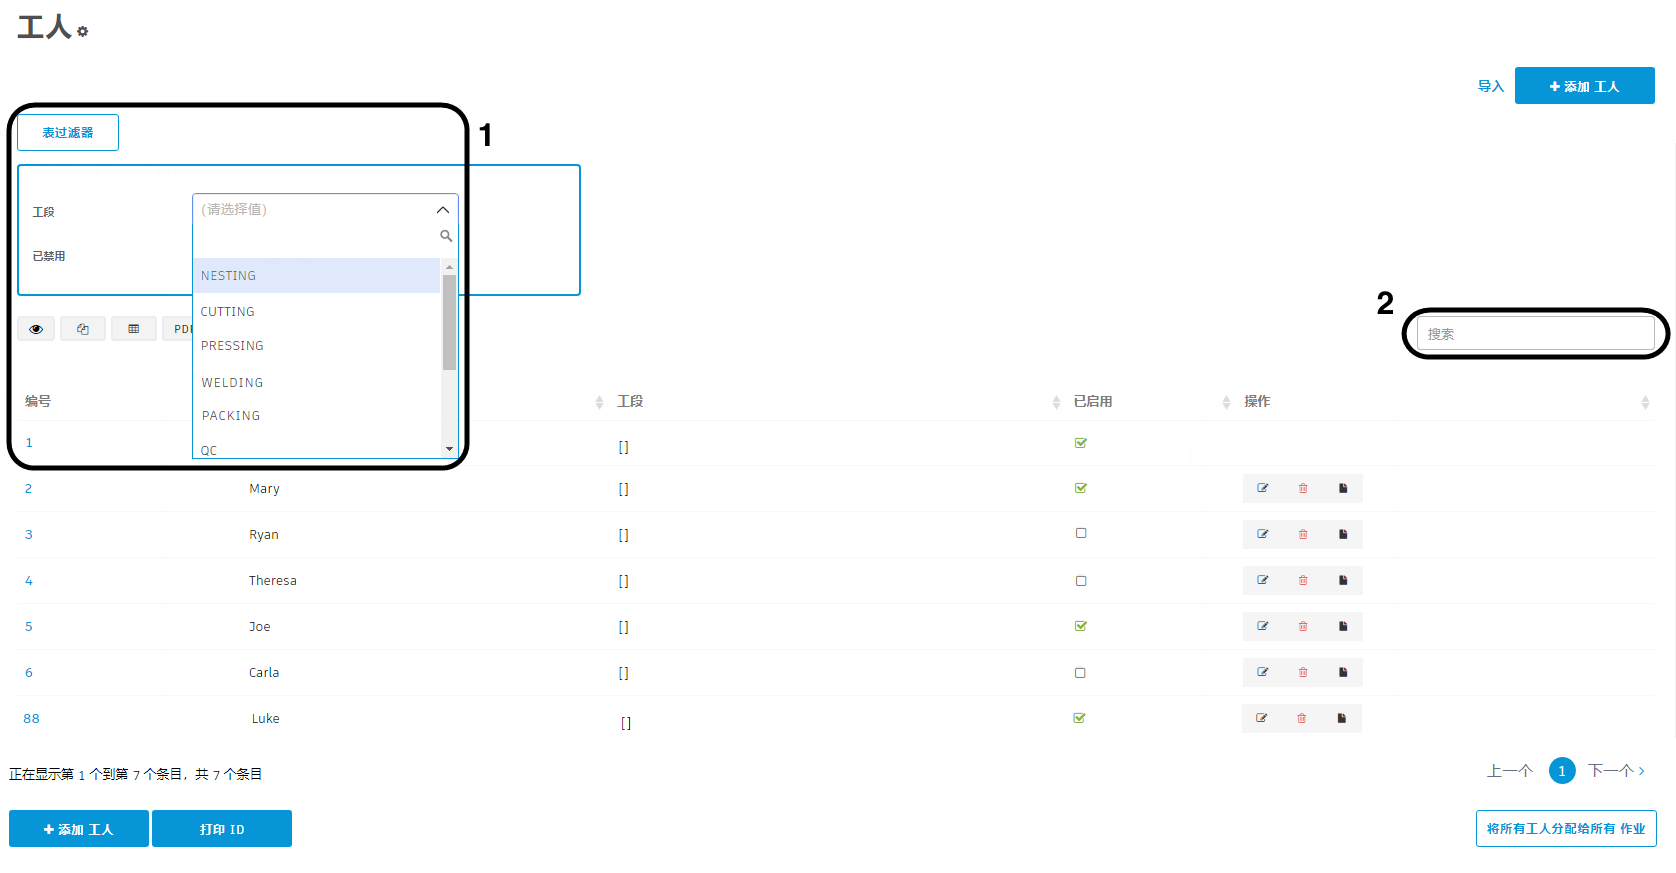 工人
导入
添加 工人
表过滤器
1
工段
(请选择值)
已禁用
NESTING
CUTTING
PRESSING
WELDING
PACKING
QC
PDF
2
搜索
编号 工段 已启用 操作
1 []
2 Mary []
3 Ryan []
4 Theresa []
5 Joe []
6 Carla []
88 Luke []
正在显示第 1 个到第 7 个条目，共 7 个条目
上一个 1 下一个
添加 工人
打印 ID
将所有工人分配给所有 作业